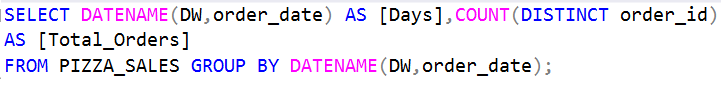 SELECT DATENAME(DW,order_date) AS [Days],COUNT(DISTINCT order_id)
AS [Total_Orders]
FROM PIZZA_SALES GROUP BY DATENAME(DW,order_date);